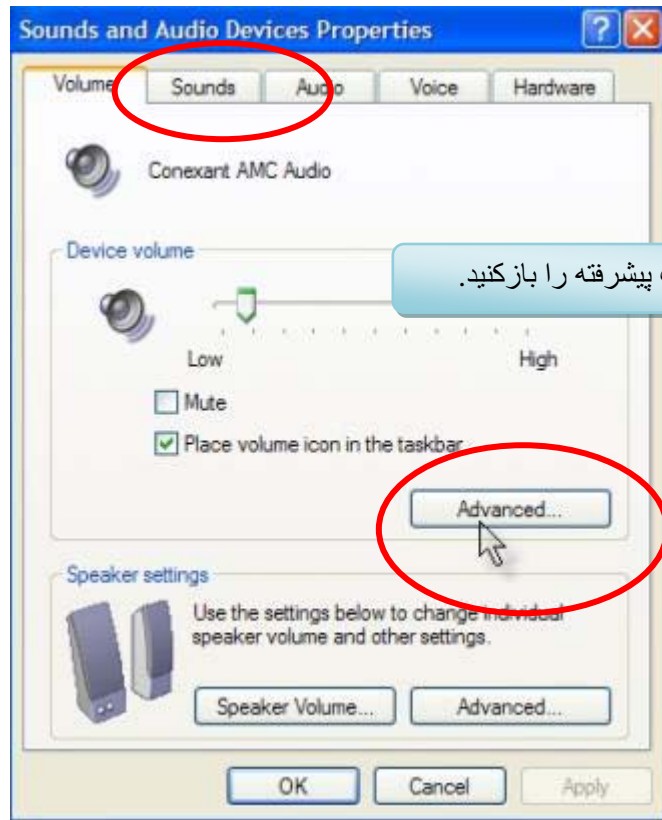 Sounds and Audio Devices Properties
Volume Sounds Audio Voice Hardware
Conexant AMC Audio
Device volume
پیشرفته را بازکنید.
Low High
Mute
Place volume icon in the taskbar
Advanced...
Speaker settings
Use the settings below to change individual
speaker volume and other settings.
Speaker Volume... Advanced...
OK Cancel Apply